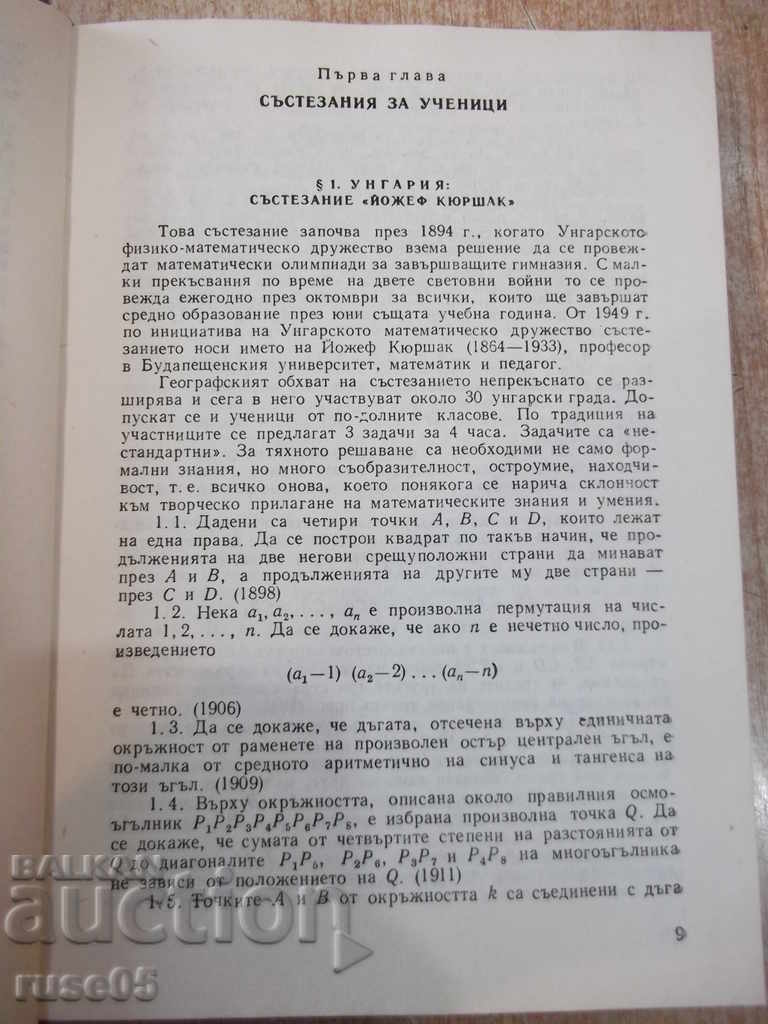 Първа глава
СЪСТЕЗАНИЯ ЗА УЧЕНИЦИ
§ 1. УНГАРИЯ:
СЪСТЕЗАНИЕ «ЙОЖЕФ КЮРШАК»
Това състезание започва през 1894 г., когато Унгарското
физико-математическо дружество взема решение да се провеж-
дат математически олимпиади за завършващите гимназия. С мал-
ки прекъсвания по време на двете световни войни то се про-
вежда ежегодно през октомври за всички, които ще завършат
средно образование през юни същата учебна година. От 1949 г.
по инициатива на Унгарското математическо дружество състе-
занието носи името на Йожеф Кюршак (1864—1933), професор
в Будапещенския университет, математик и педагог.
Географският обхват на състезанието непрекъснато се раз-
ширява и сега в него участвуват около 30 унгарски града. До-
пускат се и ученици от по-долните класове. По традиция на
участниците се предлагат 3 задачи за 4 часа. Задачите са «не-
стандартни». За тяхното решаване са необходими не само фор-
мални знания, но много съобразителност, остроумие, находчи-
вост, т. е. всичко онова, което понякога се нарича склонност
към творческо прилагане на математическите знания и умения.
1.1. Дадени са четири точки A, B, C и D, които лежат
на една права. Да се построи квадрат по такъв начин, че про-
дълженията на две негови срещуположни страни да минават
през A и B, а продълженията на другите му две страни —
през C и D. (1898)
1.2. Нека a₁, a₂, . . . , aₙ е произволна пермутация на чис-
лата 1, 2, . . . , n. Да се докаже, че ако n е нечетно число, про-
изведението
(a₁—1) (a₂—2) . . . (aₙ—n)
е четно. (1906)
1.3. Да се докаже, че дъгата, отсечена върху единичната
окръжност от раменете на произволен остър централен ъгъл, е
по-малка от средното аритметично на синуса и тангенса на
този ъгъл. (1909)
1.4. Върху окръжността, описана около правилния осмо-
ъгълник P₁P₂P₃P₄P₅P₆P₇P₈, е избрана произволна точка Q. Да
се докаже, че сумата от четвъртите степени на разстоянията от
Q до диагоналите P₁P₅, P₂P₆, P₃P₇ и P₄P₈ на многоъгълника
не зависи от положението на Q. (1911)
1.5. Точките A и B от окръжността k са съединени с дъга
9
БАЛКАН
auction
ruse05